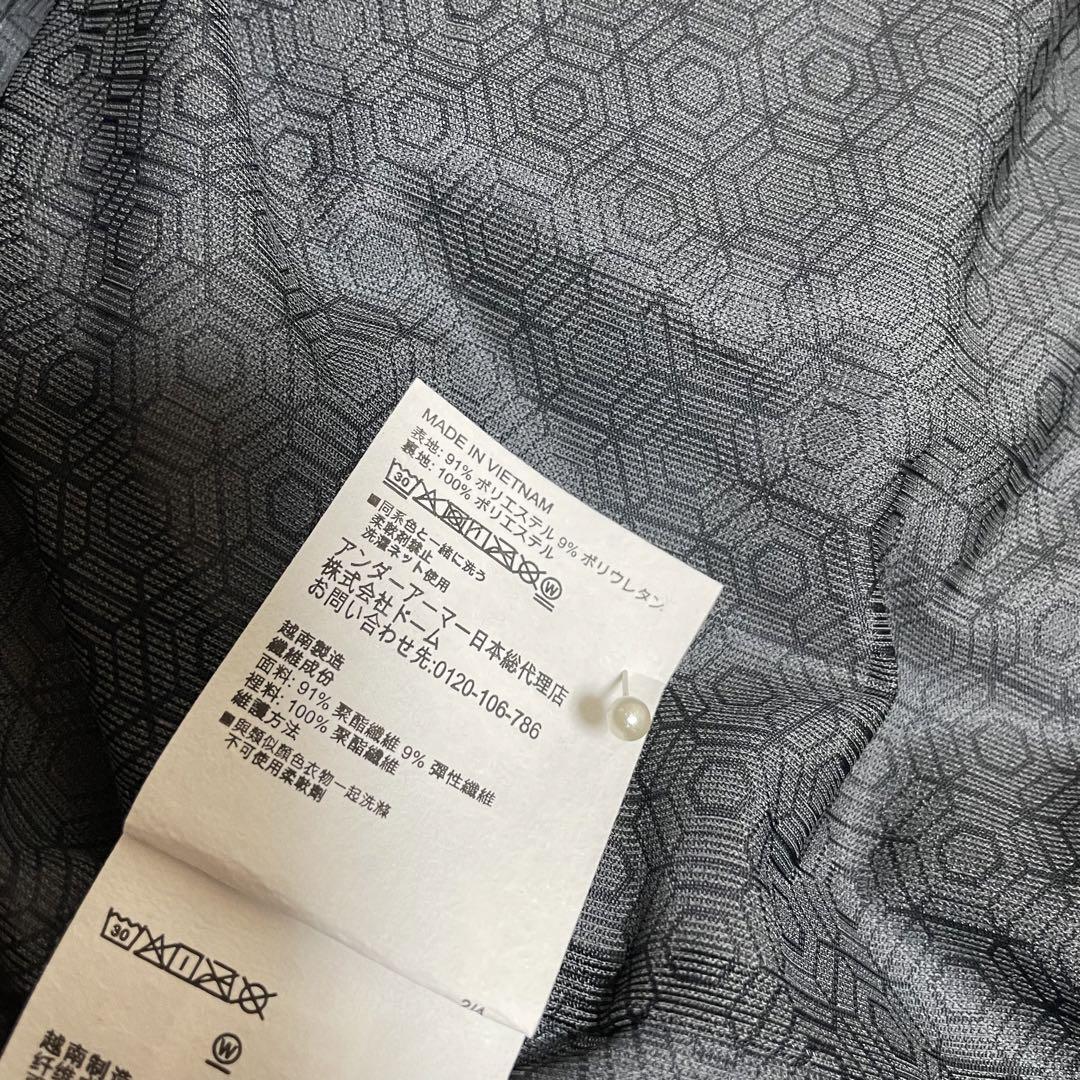 MADE IN VIETNAM
表地: 91% ポリエステル 9% ポリウレタン
裏地: 100% ポリエステル
30 W
■同系色と一緒に洗う
柔軟剤禁止
洗濯ネット使用
アンダーアーマー日本総代理店
株式会社ドーム
お問い合わせ先:0120-106-786
越南製造
纖維成份
面料: 91% 聚酯纖維 9% 彈性纖維
裡料: 100% 聚酯纖維
維護方法
■與類似顏色衣物一起洗滌
不可使用柔軟劑
30
W
越南制造